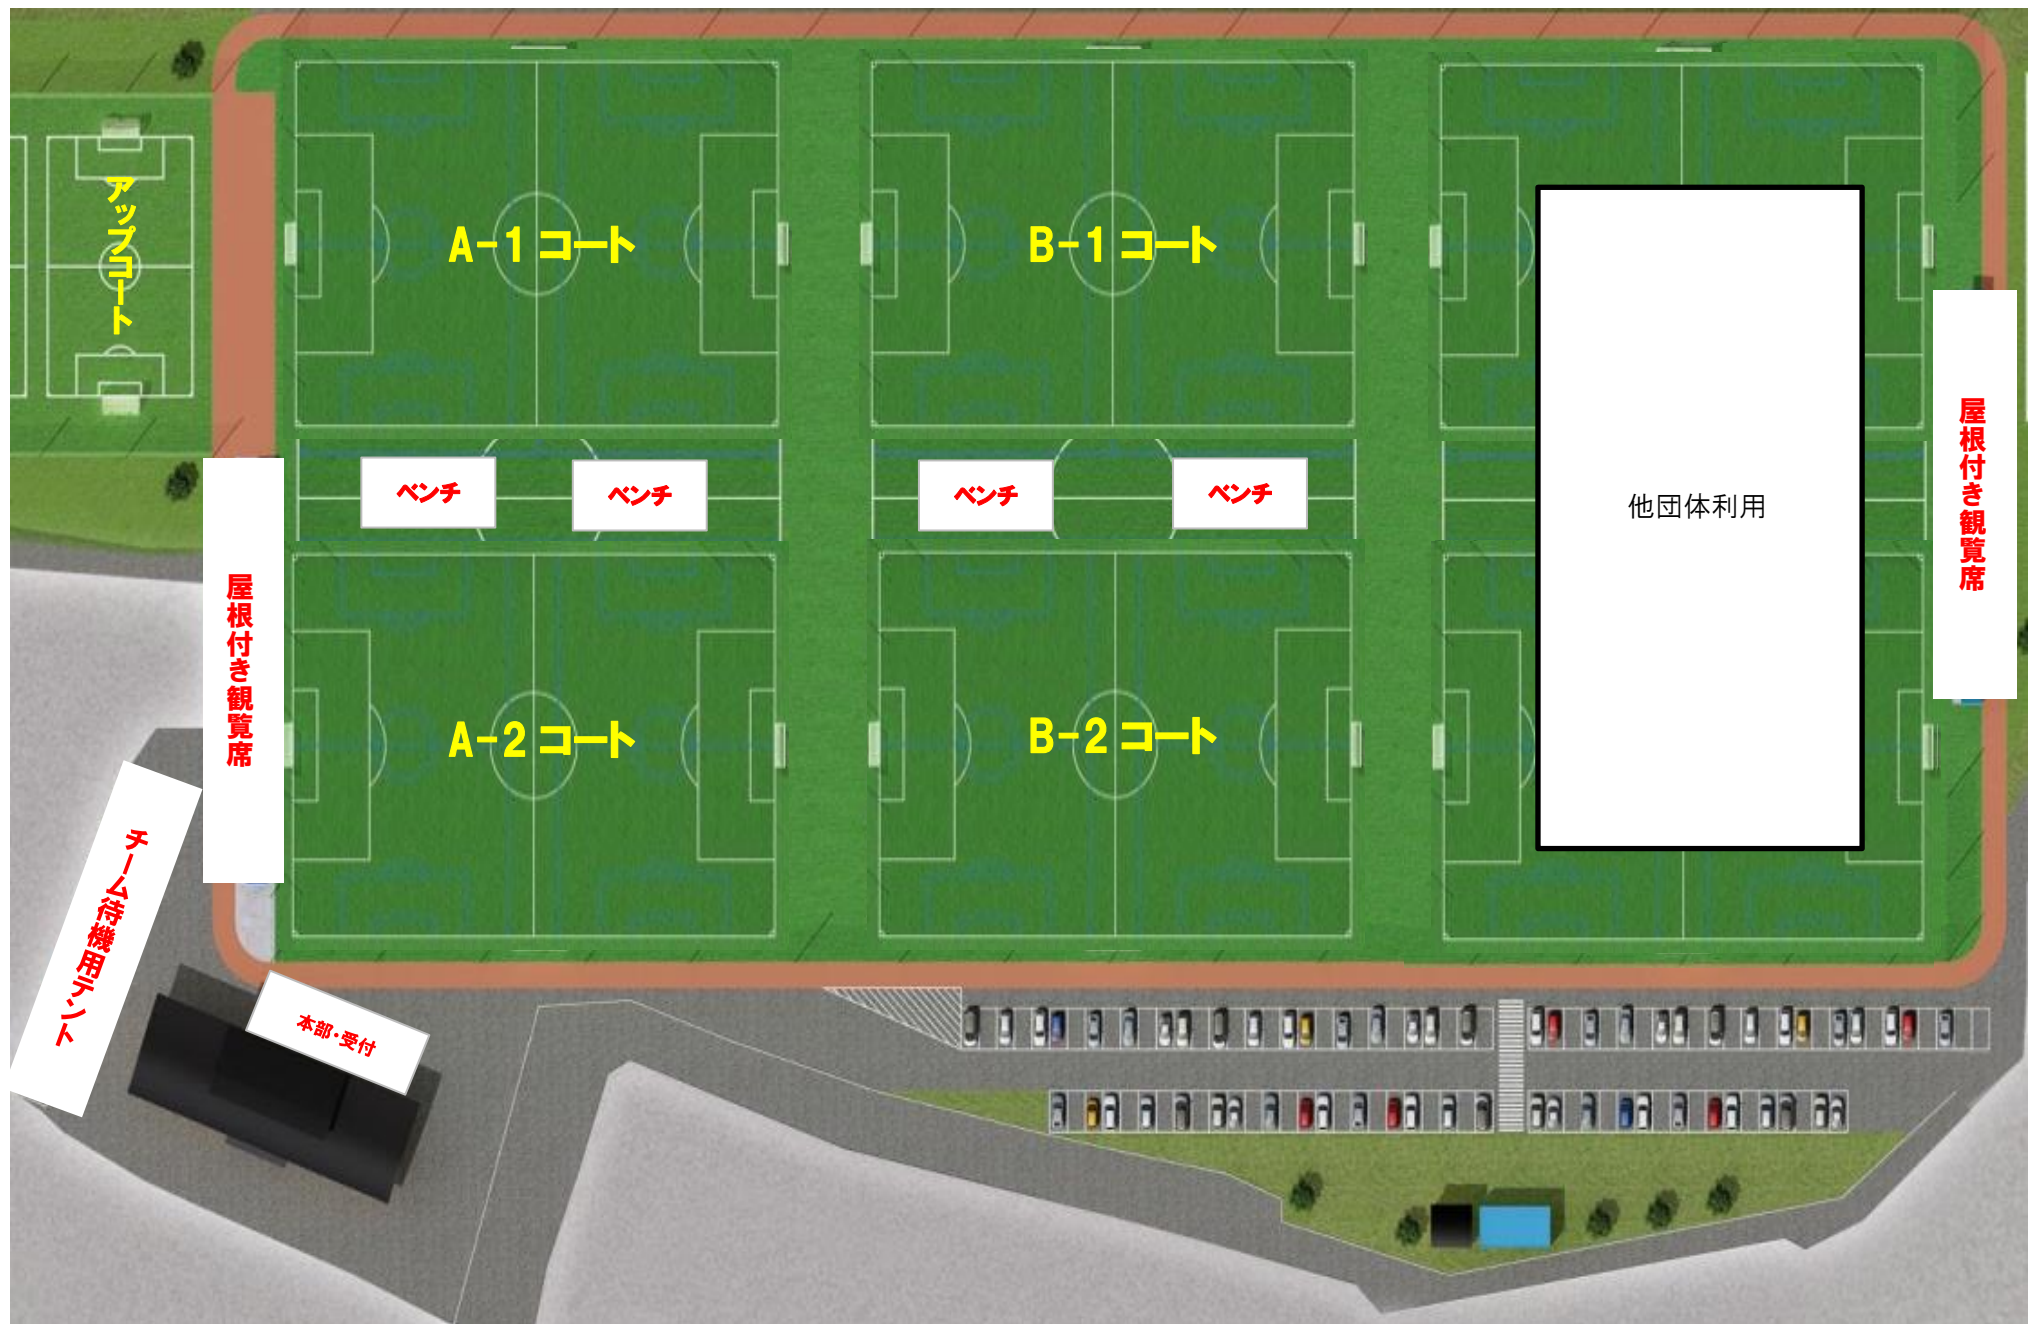 アップコート
A-1 コート
B-1 コート
ベンチ
ベンチ
ベンチ
ベンチ
他団体利用
屋根付き観覧席
屋根付き観覧席
A-2 コート
B-2 コート
チーム待機用テント
本部・受付